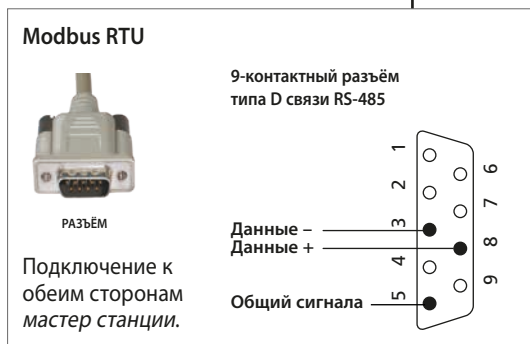 Modbus RTU
РАЗЪЁМ
Подключение к
обеим сторонам
мастер станции.
9-контактный разъём
типа D связи RS-485
1
2
3
4
5
6
7
8
9
Данные –
Данные +
Общий сигнала